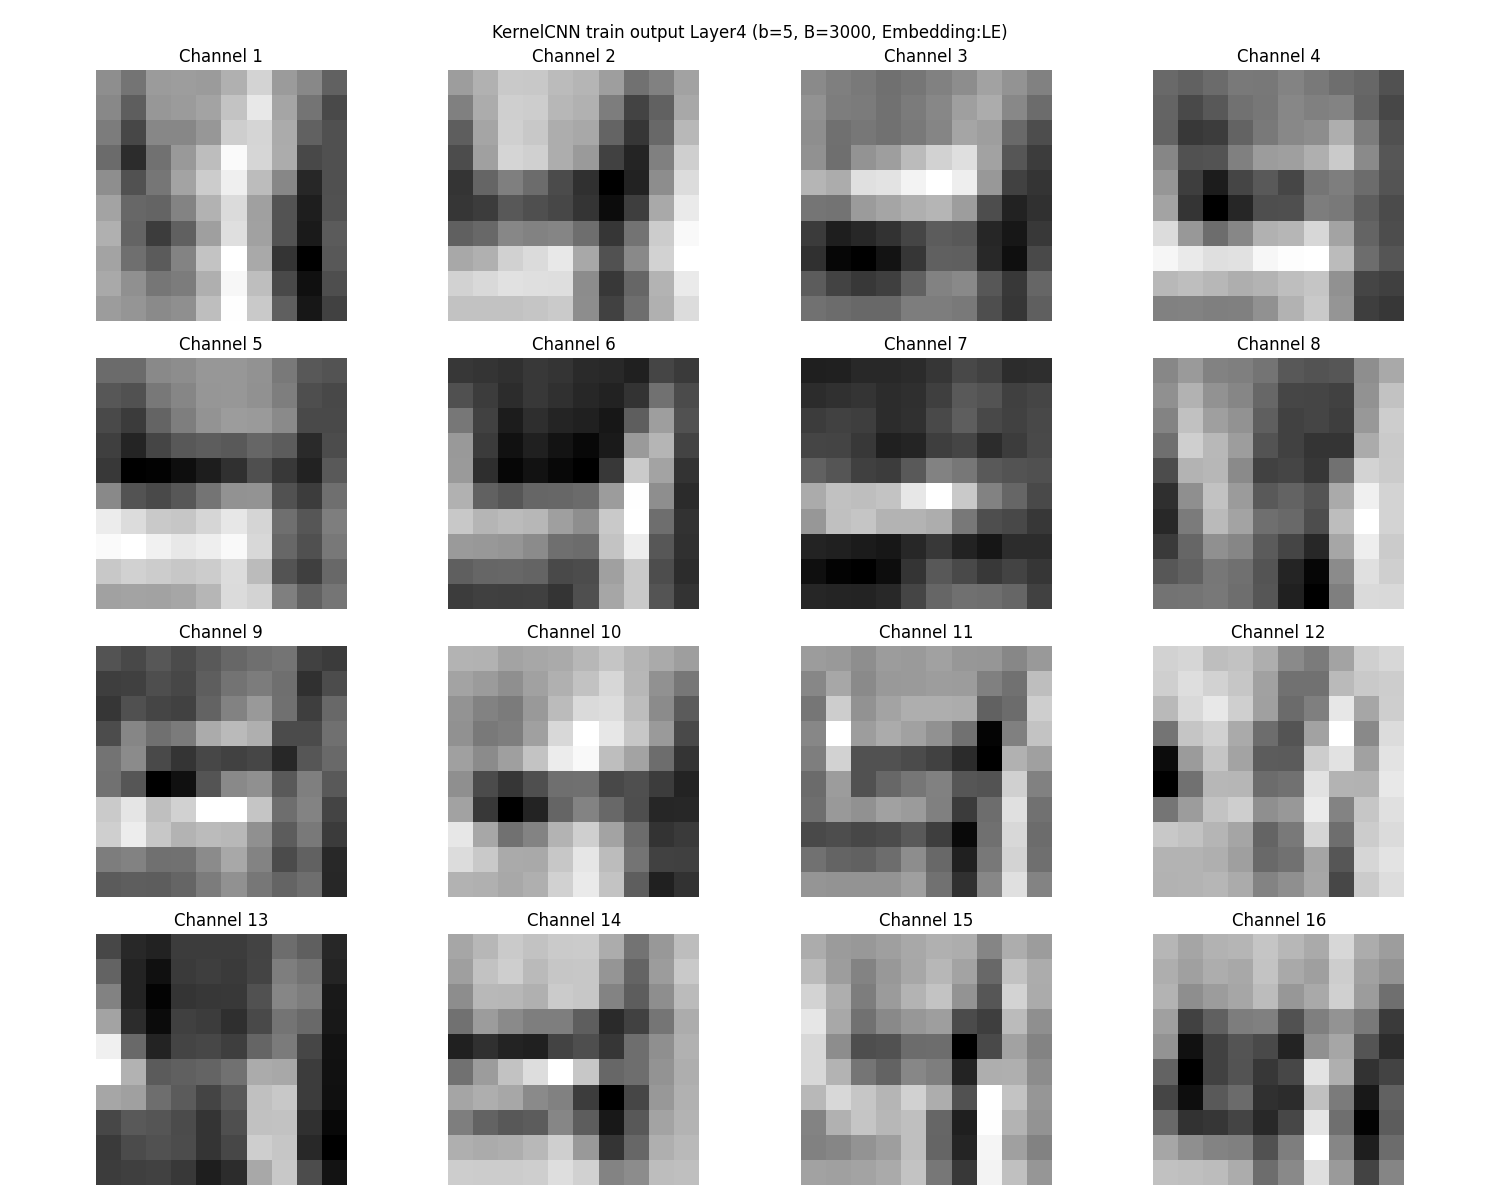 KernelCNN train output Layer4 (b=5, B=3000, Embedding:LE)
Channel 1 Channel 2 Channel 3 Channel 4
Channel 5 Channel 6 Channel 7 Channel 8
Channel 9 Channel 10 Channel 11 Channel 12
Channel 13 Channel 14 Channel 15 Channel 16